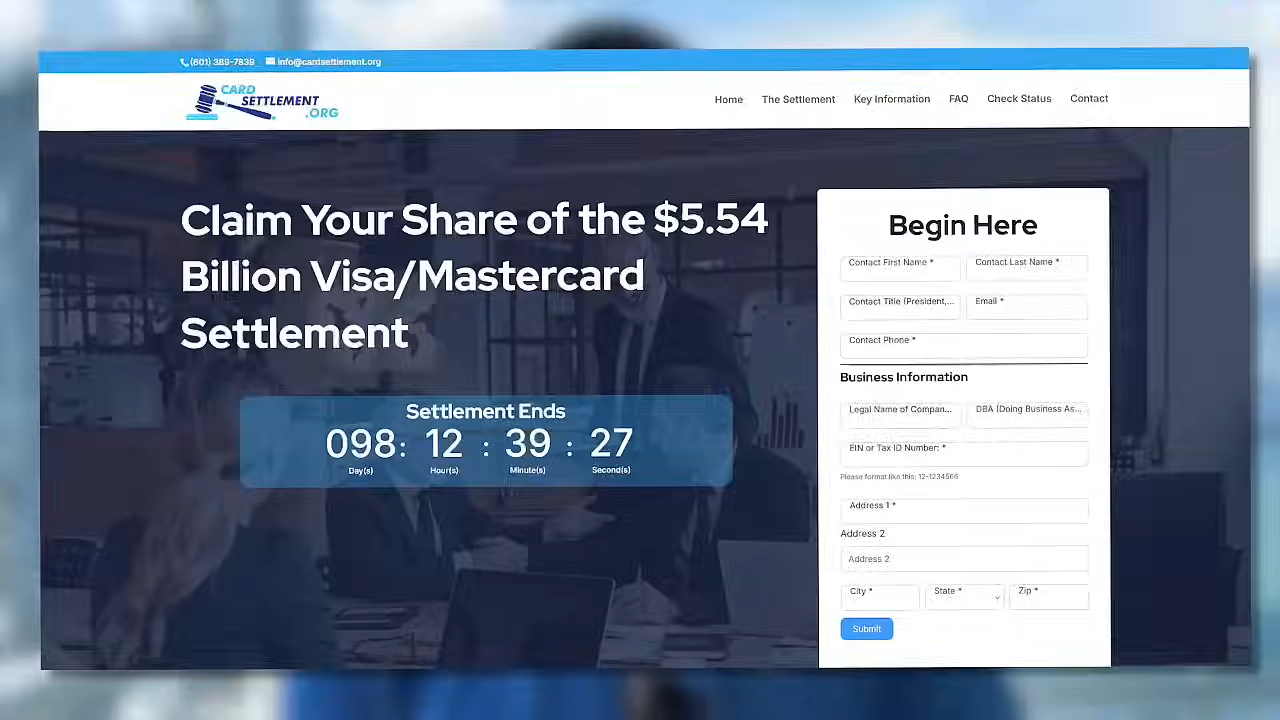 (601) 389-7839 info@cardsettlement.org
CARD
SETTLEMENT
.ORG
Home The Settlement Key Information FAQ Check Status Contact
Claim Your Share of the $5.54
Billion Visa/Mastercard
Settlement
Settlement Ends
098: 12 : 39 : 27
Day(s) Hour(s) Minute(s) Second(s)
Begin Here
Contact First Name * Contact Last Name *
Contact Title (President,... Email *
Contact Phone *
Business Information
Legal Name of Compan... DBA (Doing Business As...
EIN or Tax ID Number: *
Please format like this: 12-1234566
Address 1 *
Address 2
Address 2
City * State * Zip *
Submit